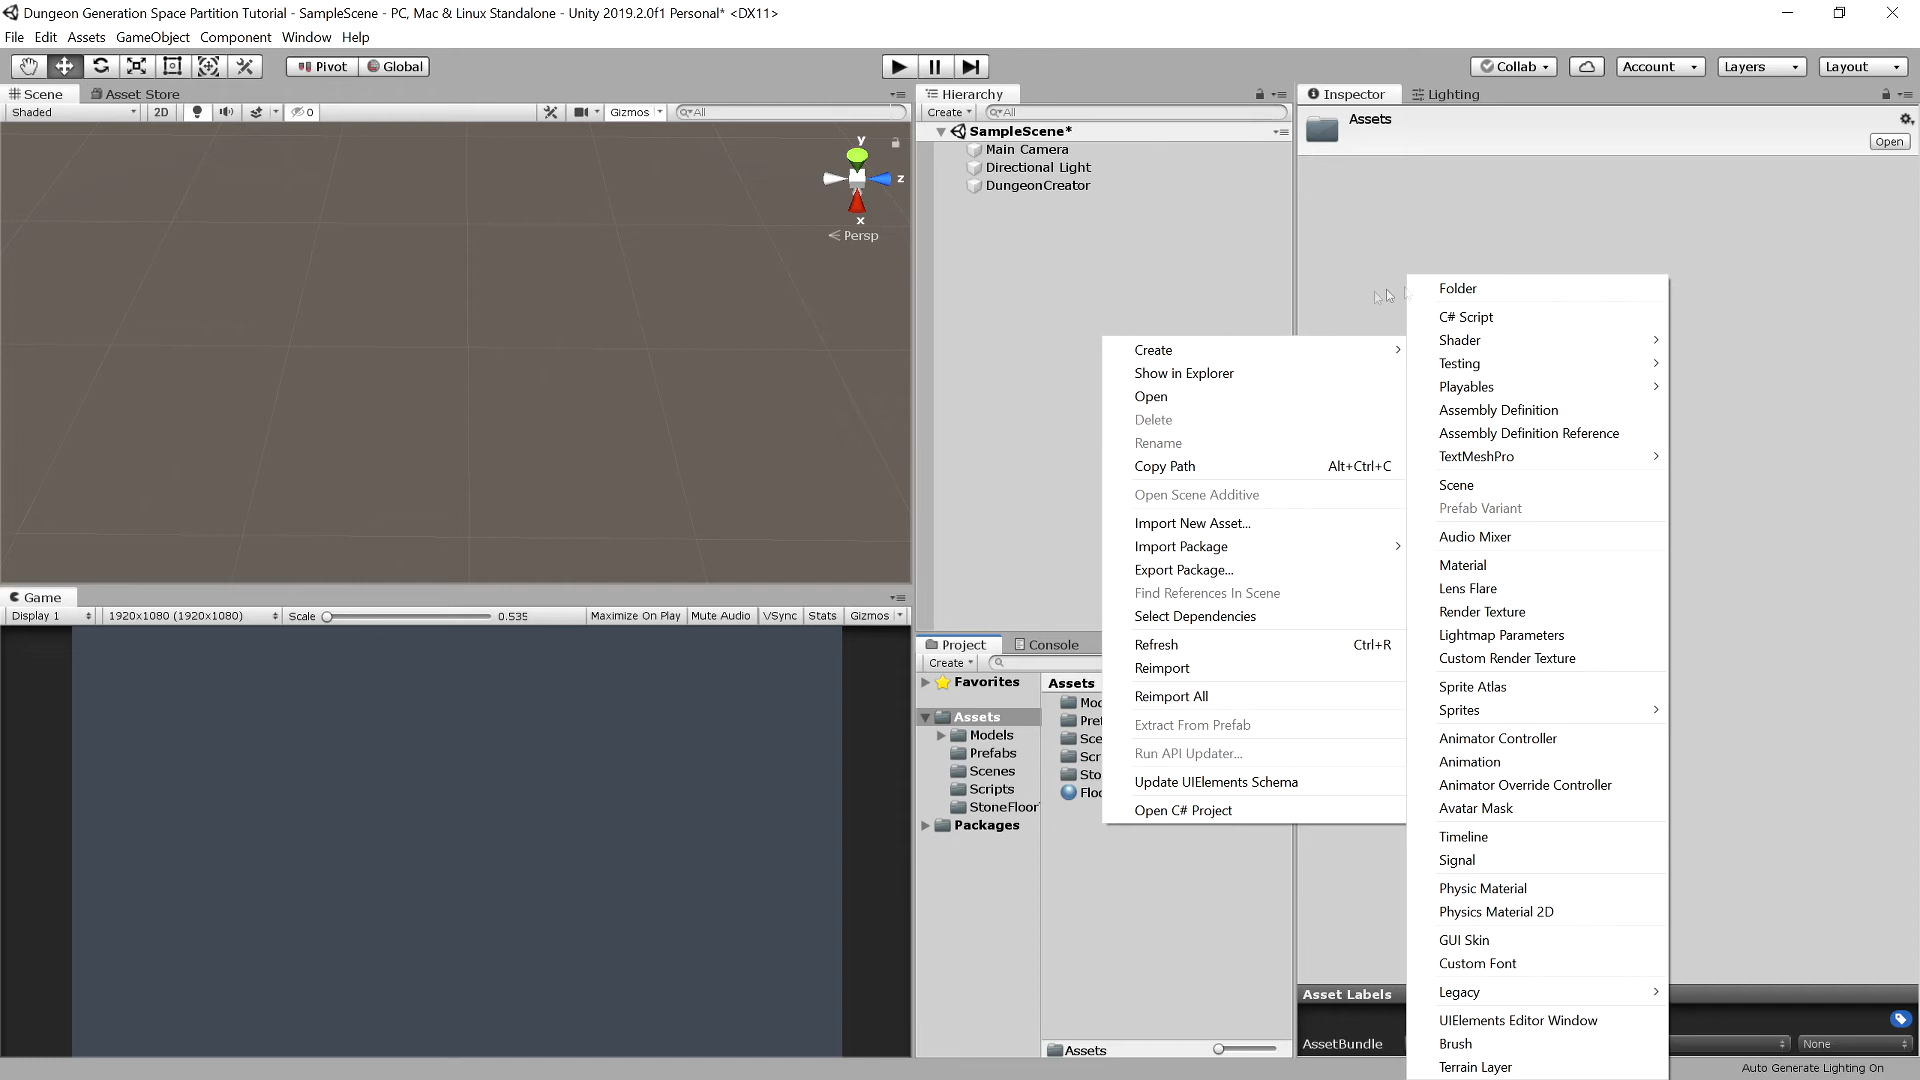 Dungeon Generation Space Partition Tutorial - SampleScene - PC, Mac & Linux Standalone - Unity 2019.2.0f1 Personal* <DX11>
File Edit Assets GameObject Component Window Help
Pivot Global Collab Account Layers Layout
Scene Asset Store
Shaded 2D 0 Gizmos All
y
z
x
Persp
Hierarchy
Create All
SampleScene*
Main Camera
Directional Light
DungeonCreator
Inspector Lighting
Assets
Open
Create
Show in Explorer
Open
Delete
Rename
Copy Path Alt+Ctrl+C
Open Scene Additive
Import New Asset...
Import Package
Export Package...
Find References In Scene
Select Dependencies
Refresh Ctrl+R
Reimport
Reimport All
Extract From Prefab
Run API Updater...
Update UIElements Schema
Open C# Project
Folder
C# Script
Shader
Testing
Playables
Assembly Definition
Assembly Definition Reference
TextMeshPro
Scene
Prefab Variant
Audio Mixer
Material
Lens Flare
Render Texture
Lightmap Parameters
Custom Render Texture
Sprite Atlas
Sprites
Animator Controller
Animation
Animator Override Controller
Avatar Mask
Timeline
Signal
Physic Material
Physics Material 2D
GUI Skin
Custom Font
Legacy
UIElements Editor Window
Brush
Terrain Layer
Game
Display 1 1920x1080 (1920x1080) Scale 0.535 Maximize On Play Mute Audio VSync Stats Gizmos
Project Console
Create
Favorites
Assets
Models
Prefabs
Scenes
Scripts
StoneFloor
Packages
Assets
Mod
Pref
Sce
Scr
Sto
Floo
Assets
Asset Labels
AssetBundle None
Auto Generate Lighting On